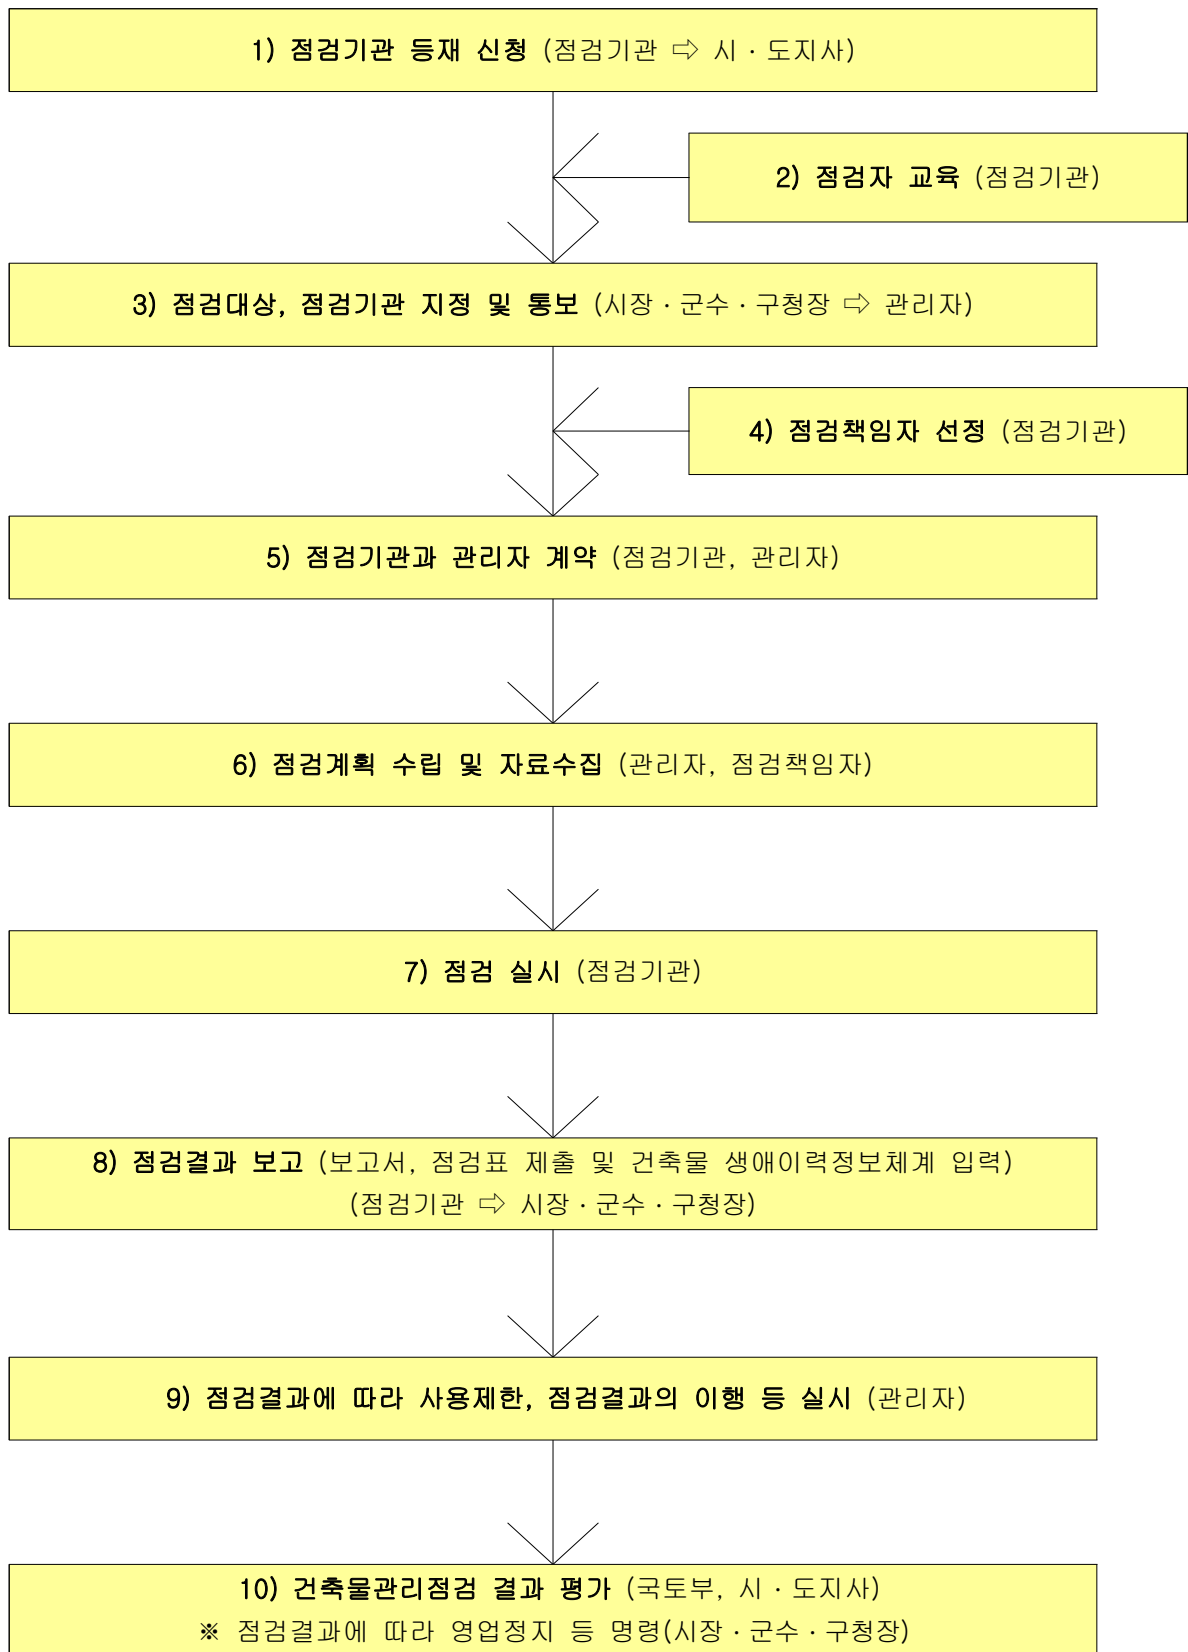 1) 점검기관 등재 신청 (점검기관 ⇨ 시ㆍ도지사)
2) 점검자 교육 (점검기관)
3) 점검대상, 점검기관 지정 및 통보 (시장ㆍ군수ㆍ구청장 ⇨ 관리자)
4) 점검책임자 선정 (점검기관)
5) 점검기관과 관리자 계약 (점검기관, 관리자)
6) 점검계획 수립 및 자료수집 (관리자, 점검책임자)
7) 점검 실시 (점검기관)
8) 점검결과 보고 (보고서, 점검표 제출 및 건축물 생애이력정보체계 입력)
(점검기관 ⇨ 시장ㆍ군수ㆍ구청장)
9) 점검결과에 따라 사용제한, 점검결과의 이행 등 실시 (관리자)
10) 건축물관리점검 결과 평가 (국토부, 시ㆍ도지사)
※ 점검결과에 따라 영업정지 등 명령(시장ㆍ군수ㆍ구청장)